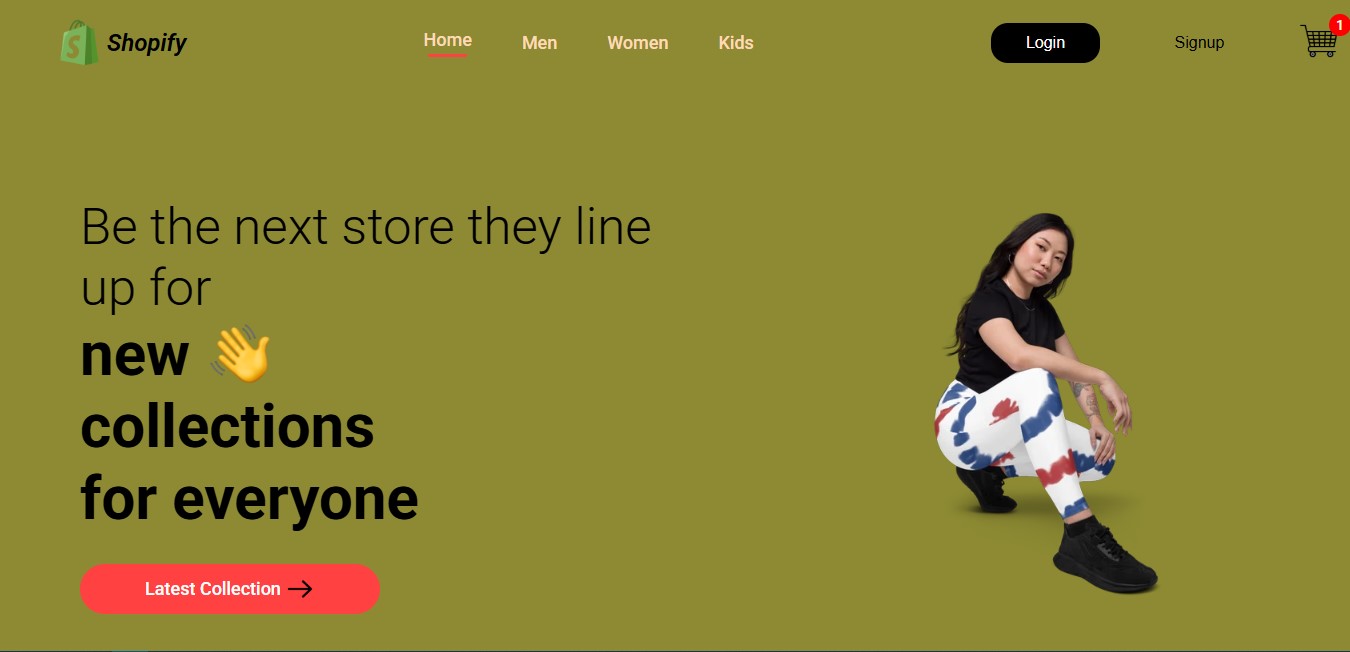 Shopify
Home
Men
Women
Kids
Login
Signup
1
Be the next store they line
up for
new 👋
collections
for everyone
Latest Collection →